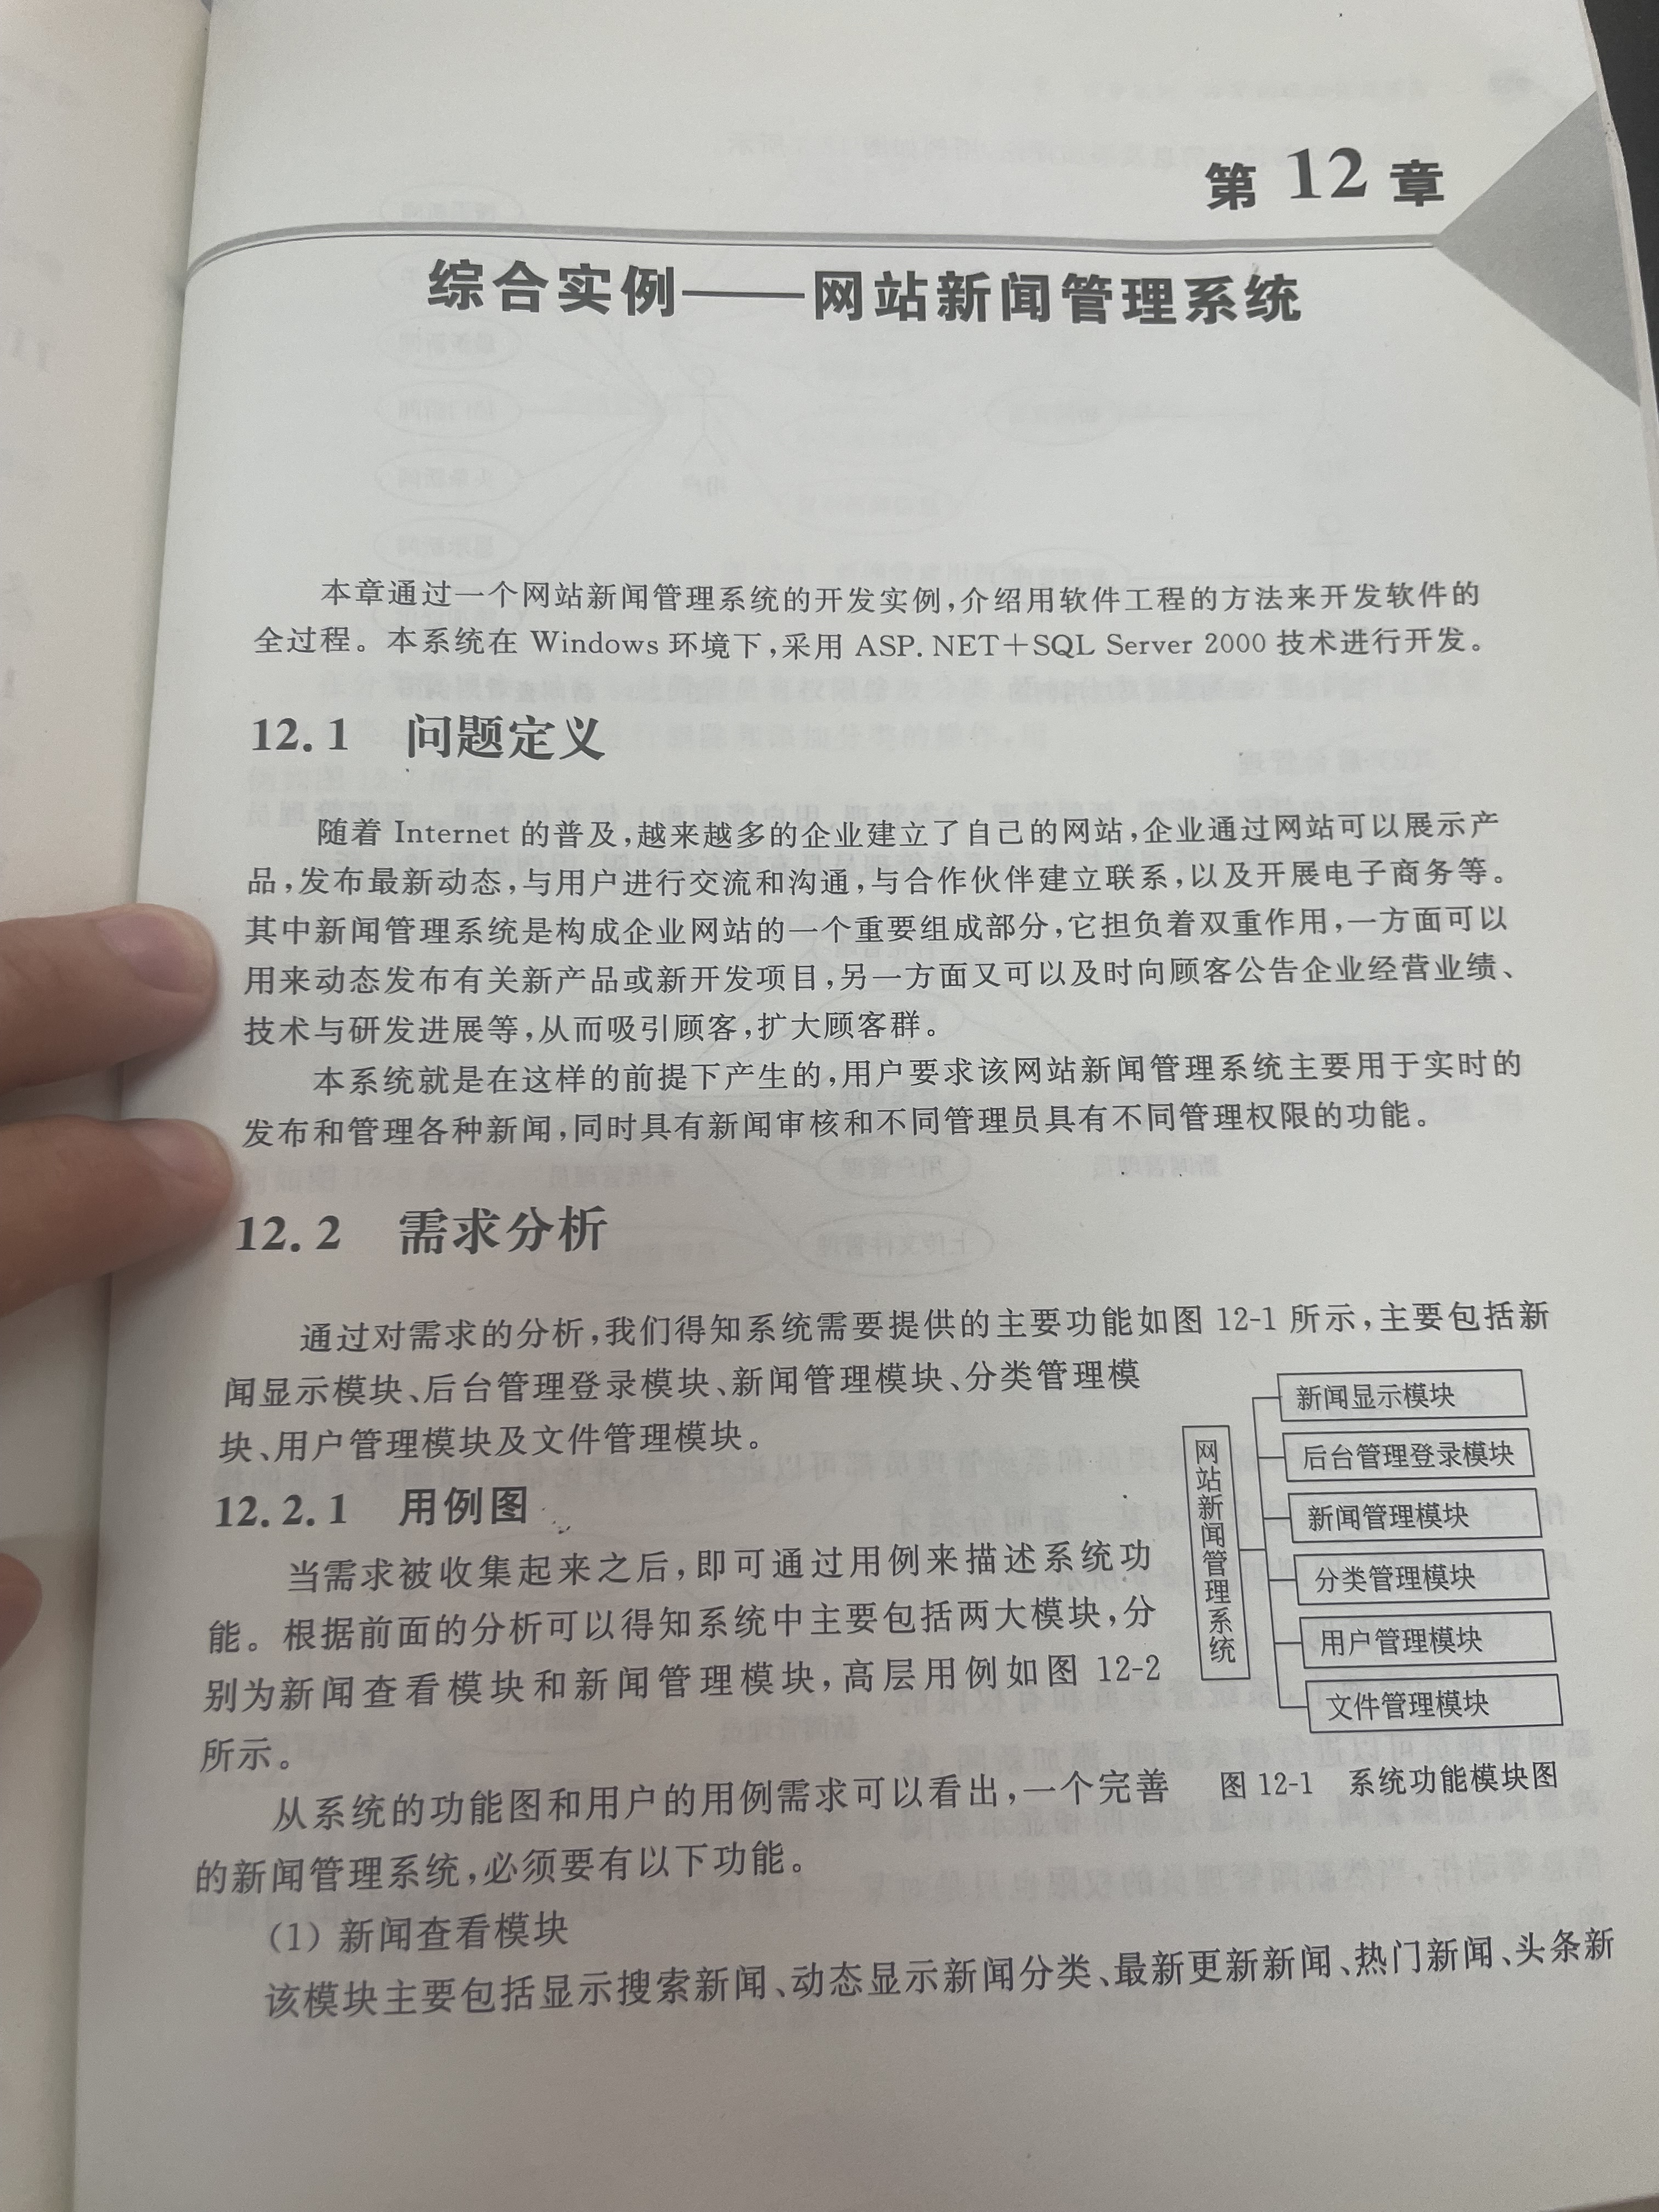 第 12 章
综合实例——网站新闻管理系统
本章通过一个网站新闻管理系统的开发实例,介绍用软件工程的方法来开发软件的
全过程。本系统在 Windows 环境下,采用 ASP. NET+SQL Server 2000 技术进行开发。
12.1 问题定义
随着 Internet 的普及,越来越多的企业建立了自己的网站,企业通过网站可以展示产
品,发布最新动态,与用户进行交流和沟通,与合作伙伴建立联系,以及开展电子商务等。
其中新闻管理系统是构成企业网站的一个重要组成部分,它担负着双重作用,一方面可以
用来动态发布有关新产品或新开发项目,另一方面又可以及时向顾客公告企业经营业绩、
技术与研发进展等,从而吸引顾客,扩大顾客群。
本系统就是在这样的前提下产生的,用户要求该网站新闻管理系统主要用于实时的
发布和管理各种新闻,同时具有新闻审核和不同管理员具有不同管理权限的功能。
12.2 需求分析
通过对需求的分析,我们得知系统需要提供的主要功能如图 12-1 所示,主要包括新
闻显示模块、后台管理登录模块、新闻管理模块、分类管理模
块、用户管理模块及文件管理模块。
12.2.1 用例图
当需求被收集起来之后,即可通过用例来描述系统功
能。根据前面的分析可以得知系统中主要包括两大模块,分
别为新闻查看模块和新闻管理模块,高层用例如图 12-2
所示。
从系统的功能图和用户的用例需求可以看出,一个完善
的新闻管理系统,必须要有以下功能。
(1) 新闻查看模块
该模块主要包括显示搜索新闻、动态显示新闻分类、最新更新新闻、热门新闻、头条新
网站新闻管理系统
新闻显示模块
后台管理登录模块
新闻管理模块
分类管理模块
用户管理模块
文件管理模块
图 12-1 系统功能模块图